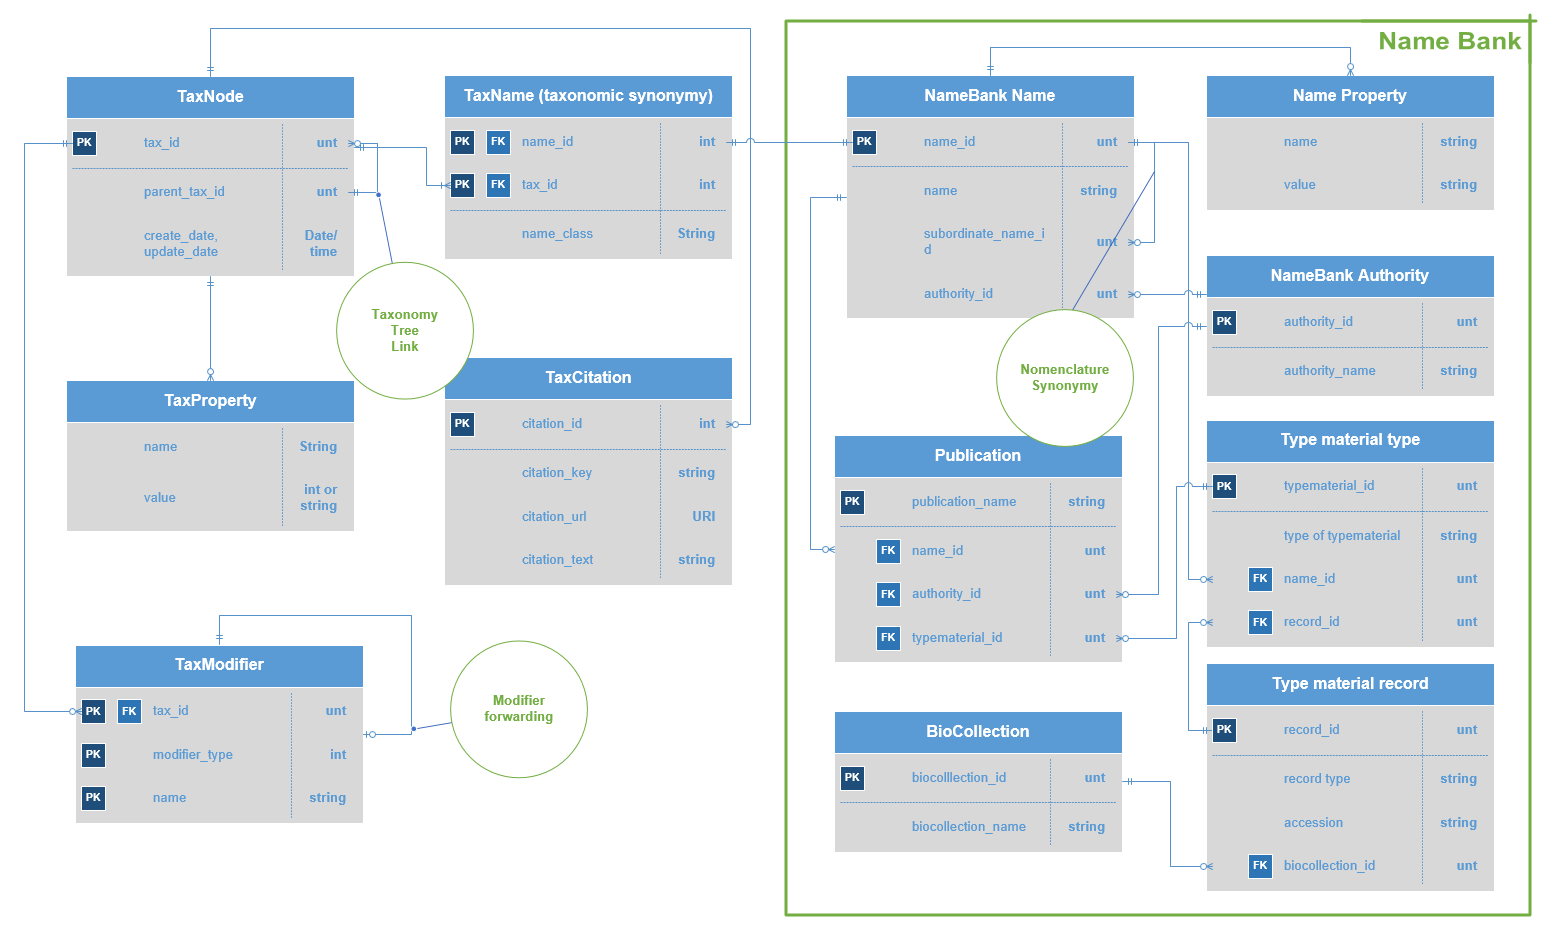 Name Bank
TaxNode
PK tax_id unt
parent_tax_id unt
create_date, Date/
update_date time
TaxName (taxonomic synonymy)
PK FK name_id int
PK FK tax_id int
name_class String
Taxonomy
Tree
Link
TaxProperty
name String
value int or
string
TaxCitation
PK citation_id int
citation_key string
citation_url URI
citation_text string
TaxModifier
PK FK tax_id unt
PK modifier_type int
PK name string
Modifier
forwarding
NameBank Name
PK name_id unt
name string
subordinate_name_i unt
d
authority_id unt
Name Property
name string
value string
NameBank Authority
PK authority_id unt
authority_name string
Nomenclature
Synonymy
Publication
PK publication_name string
FK name_id unt
FK authority_id unt
FK typematerial_id unt
Type material type
PK typematerial_id unt
type of typematerial string
FK name_id unt
FK record_id unt
BioCollection
PK biocolllection_id unt
biocollection_name string
Type material record
PK record_id unt
record type string
accession string
FK biocollection_id unt